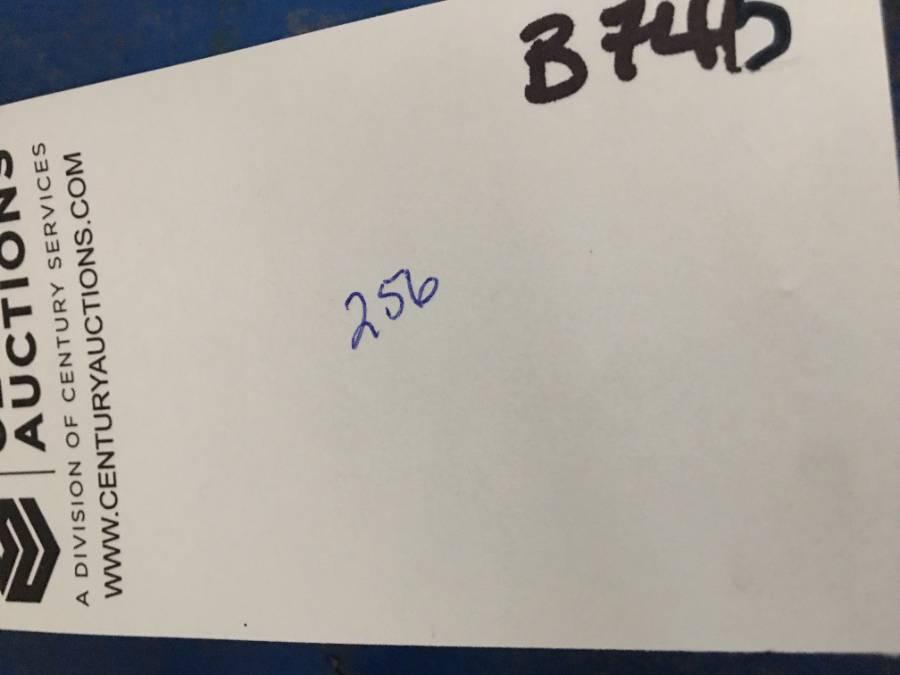 AUCTIONS
A DIVISION OF CENTURY SERVICES
WWW.CENTURYAUCTIONS.COM
256